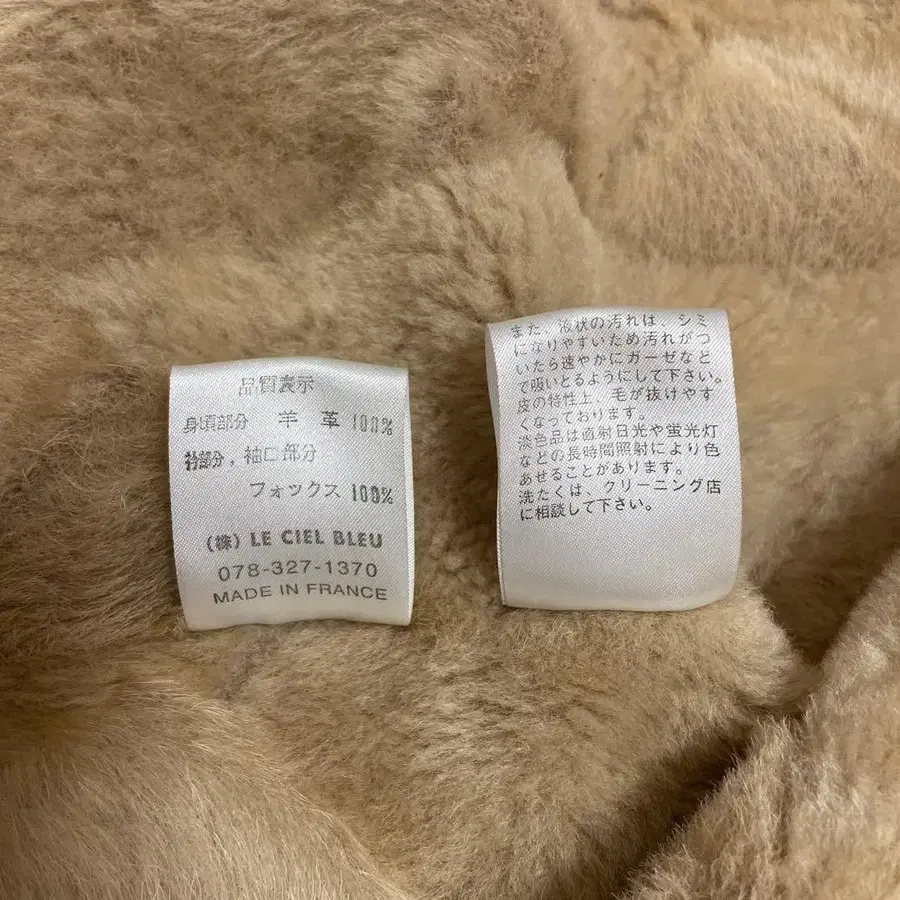 品質表示
身頃部分 羊革 100%
衿部分，袖口部分
フォックス 100%
(株) LE CIEL BLEU
078-327-1370
MADE IN FRANCE
また、液状の汚れは、シミ
になりやすいため汚れがつ
いたら速やかにガーゼなど
で吸いとるようにして下さい。
皮の特性上、毛が抜けやす
くなっております。
淡色品は直射日光や蛍光灯
などの長時間照射により色
あせることがあります。
洗たくは、クリーニング店
に相談して下さい。